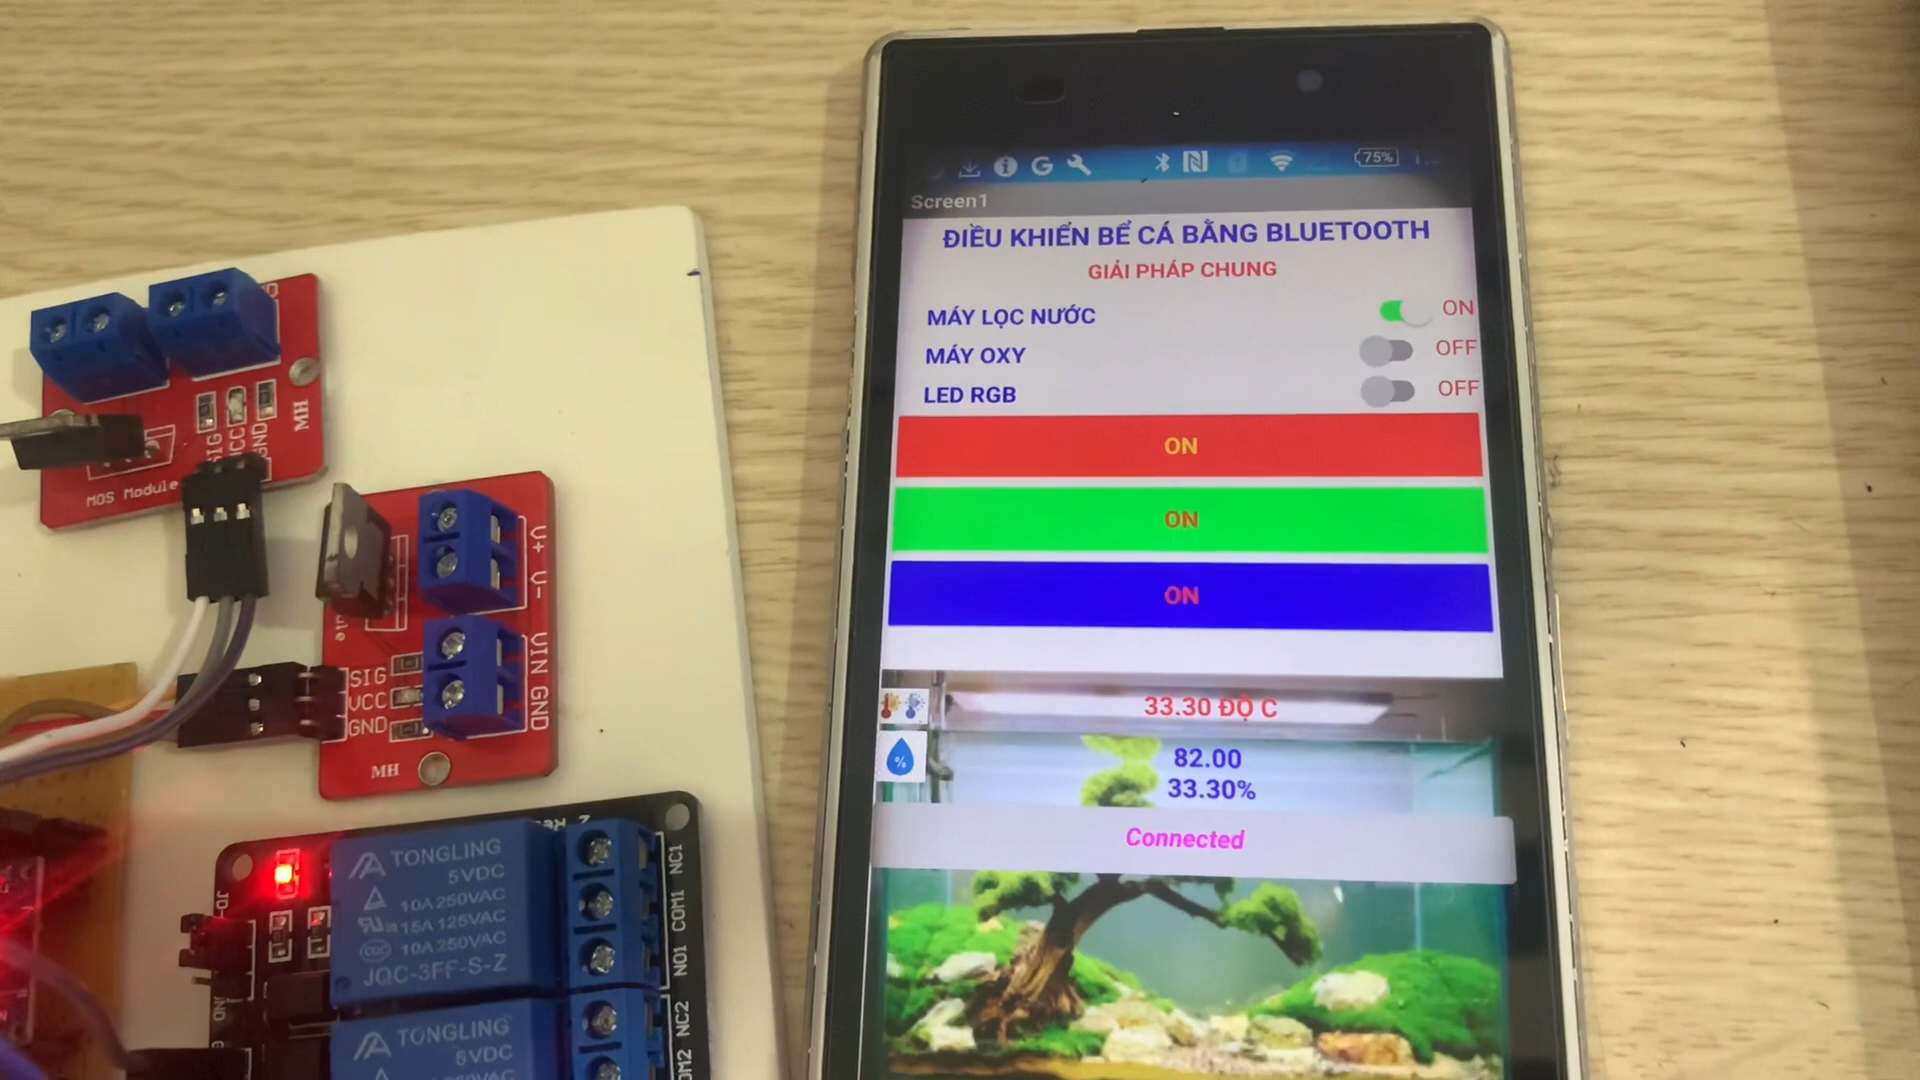 75%
Screen1
ĐIỀU KHIỂN BỂ CÁ BẰNG BLUETOOTH
GIẢI PHÁP CHUNG
MÁY LỌC NƯỚC ON
MÁY OXY OFF
LED RGB OFF
ON
ON
ON
33.30 ĐỘ C
%
82.00
33.30%
Connected
SIG
VCC
GND
MH
MOS Module
V+ V-
VIN GND
SIG
VCC
GND
MH
TONGLING
5VDC
10A 250VAC
15A 125VAC
10A 250VAC
JQC-3FF-S-Z
NO1 COM1 NC1
TONGLING
5VDC
NC2